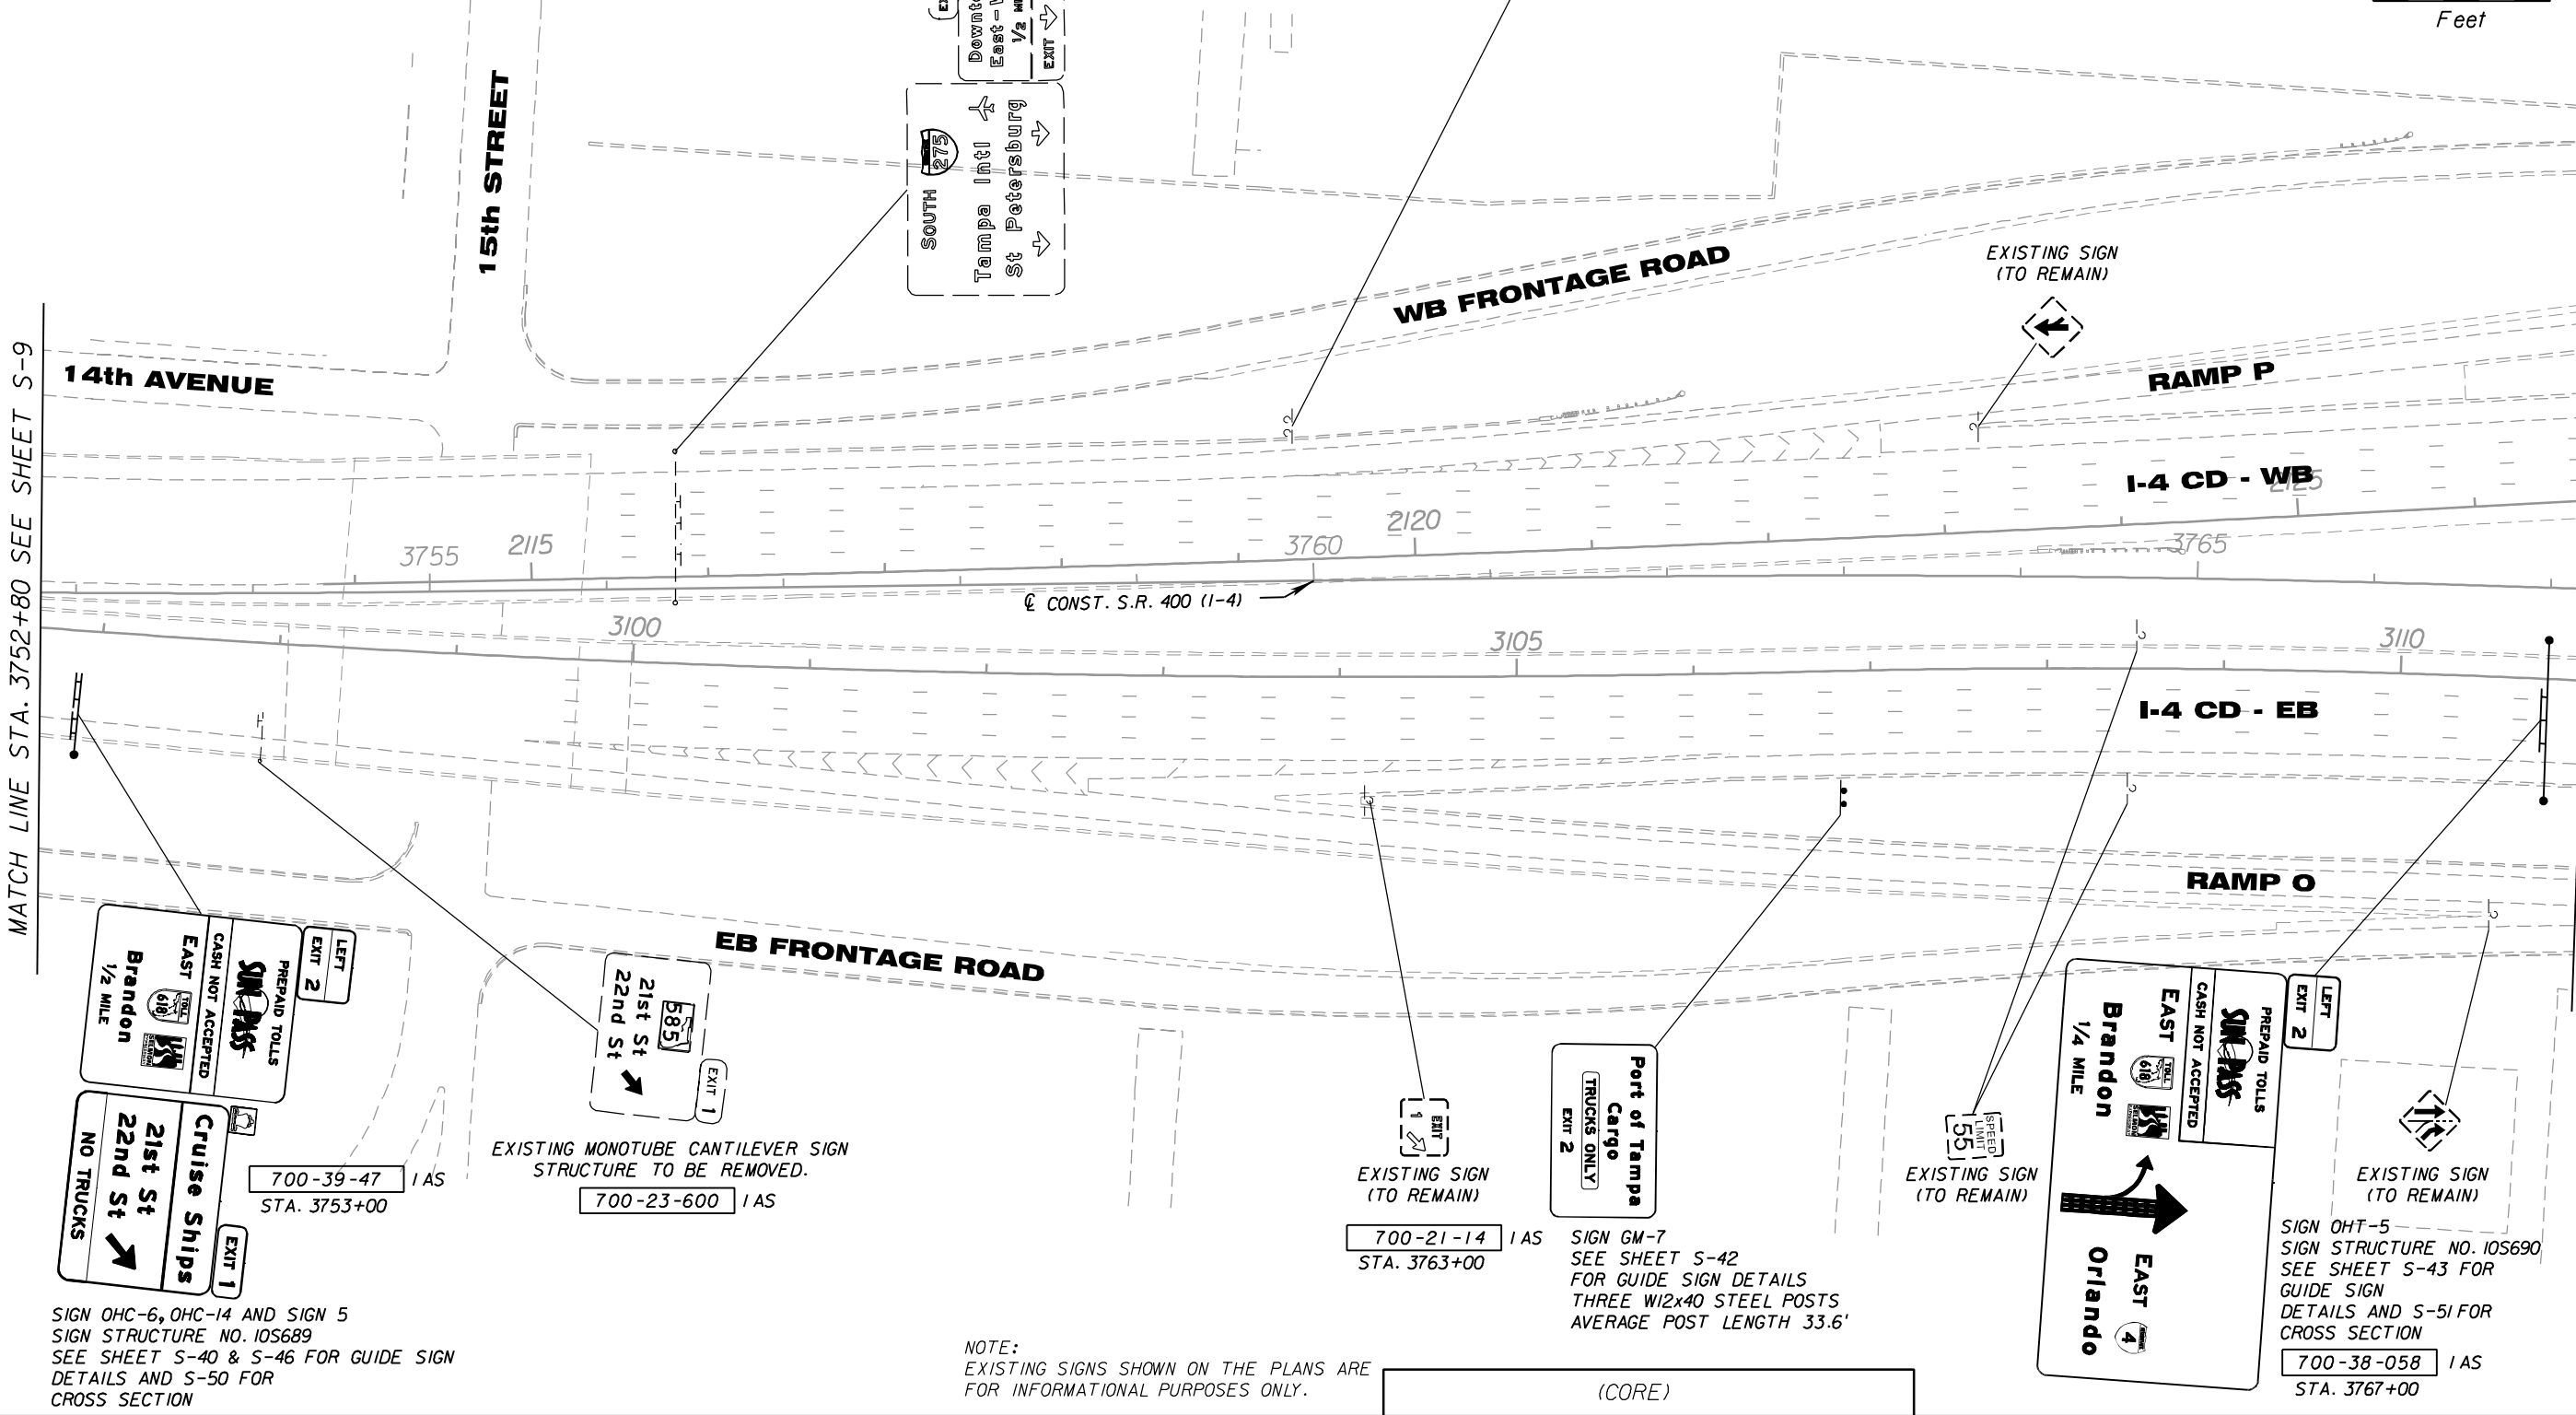 Feet
15th STREET
EXIT
1/2 MI
SOUTH 275
Tampa Intl
St Petersburg
WB FRONTAGE ROAD
EXISTING SIGN
(TO REMAIN)
MATCH LINE STA. 3752+80 SEE SHEET S-9
14th AVENUE
RAMP P
I-4 CD - WB
2125
2120
3755
2115
3760
3765
℄ CONST. S.R. 400 (I-4)
3100
3105
3110
I-4 CD - EB
RAMP O
EB FRONTAGE ROAD
LEFT
EXIT 2
PREPAID TOLLS
SUNPASS
CASH NOT ACCEPTED
EAST TOLL 618
Brandon
1/2 MILE
EXIT 1
Cruise Ships
21st St
22nd St
NO TRUCKS
700-39-47 1 AS
STA. 3753+00
SIGN OHC-6, OHC-14 AND SIGN 5
SIGN STRUCTURE NO. 10S689
SEE SHEET S-40 & S-46 FOR GUIDE SIGN
DETAILS AND S-50 FOR
CROSS SECTION
EXIT 1
585
21st St
22nd St
EXISTING MONOTUBE CANTILEVER SIGN
STRUCTURE TO BE REMOVED.
700-23-600 1 AS
EXIT
1
EXISTING SIGN
(TO REMAIN)
700-21-14 1 AS
STA. 3763+00
Port of Tampa
Cargo
TRUCKS ONLY
EXIT 2
SIGN GM-7
SEE SHEET S-42
FOR GUIDE SIGN DETAILS
THREE W12x40 STEEL POSTS
AVERAGE POST LENGTH 33.6'
SPEED
LIMIT
55
EXISTING SIGN
(TO REMAIN)
LEFT
EXIT 2
PREPAID TOLLS
SUNPASS
CASH NOT ACCEPTED
EAST TOLL 618
Brandon
1/4 MILE
EAST 4
Orlando
EXISTING SIGN
(TO REMAIN)
SIGN OHT-5
SIGN STRUCTURE NO. 10S690
SEE SHEET S-43 FOR
GUIDE SIGN
DETAILS AND S-51 FOR
CROSS SECTION
700-38-058 1 AS
STA. 3767+00
NOTE:
EXISTING SIGNS SHOWN ON THE PLANS ARE
FOR INFORMATIONAL PURPOSES ONLY.
(CORE)